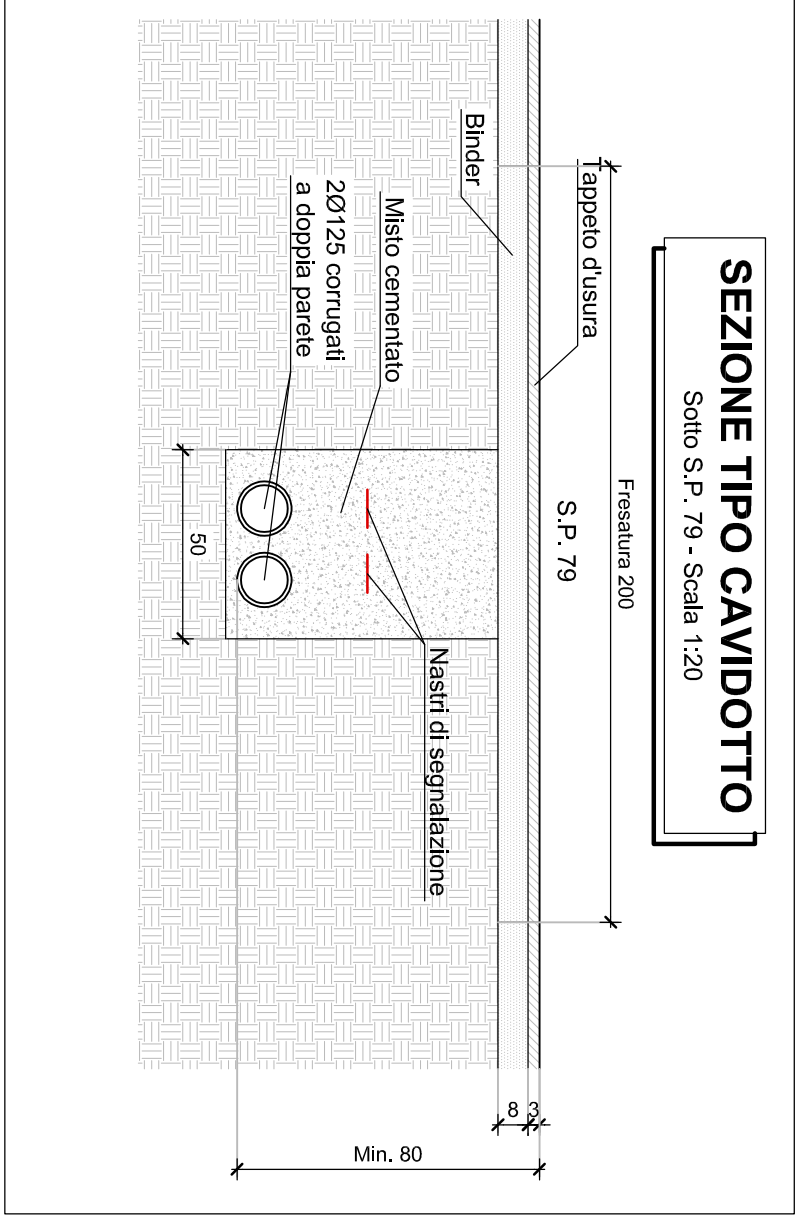 SEZIONE TIPO CAVIDOTTO
Sotto S.P. 79 - Scala 1:20
Fresatura 200
Tappeto d'usura
S.P. 79
Binder
8
3
Misto cementato
Nastri di segnalazione
2Ø125 corrugati
a doppia parete
50
Min. 80